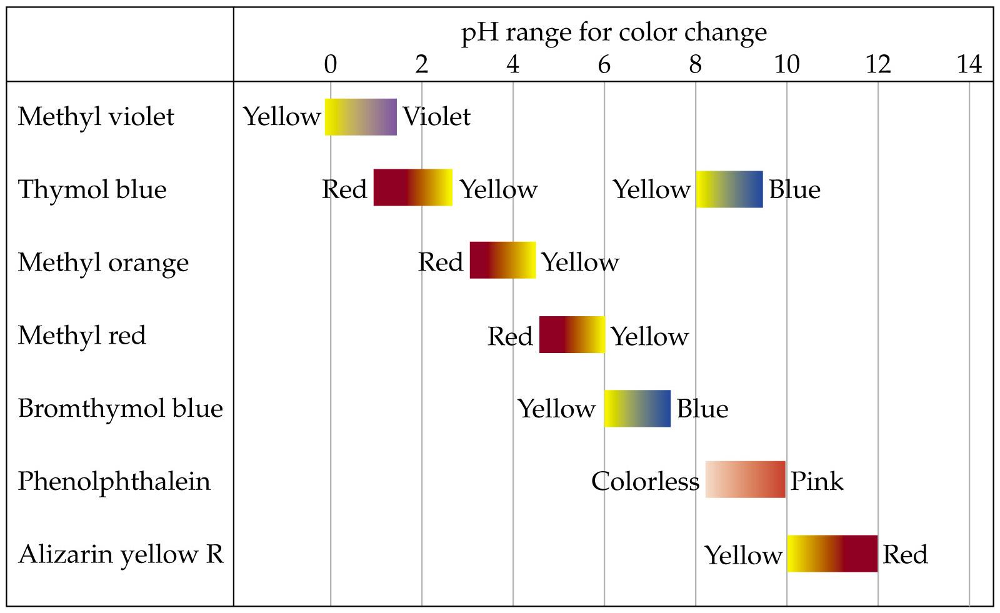 pH range for color change
0 2 4 6 8 10 12 14
Methyl violet Yellow Violet
Thymol blue Red Yellow Yellow Blue
Methyl orange Red Yellow
Methyl red Red Yellow
Bromthymol blue Yellow Blue
Phenolphthalein Colorless Pink
Alizarin yellow R Yellow Red